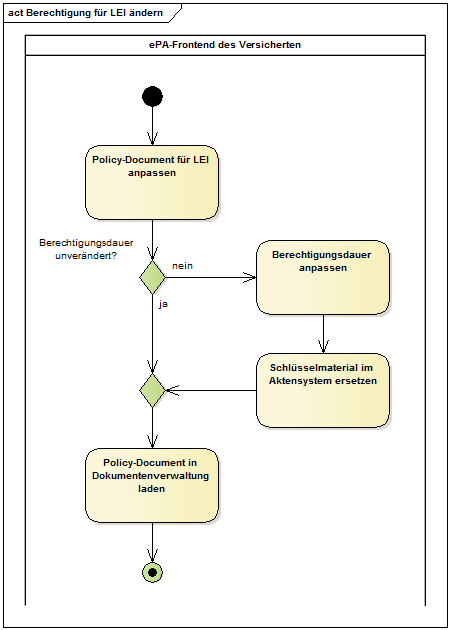 act Berechtigung für LEI ändern
ePA-Frontend des Versicherten
Policy-Document für LEI
anpassen
Berechtigungsdauer
unverändert?
nein
ja
Berechtigungsdauer
anpassen
Schlüsselmaterial im
Aktensystem ersetzen
Policy-Document in
Dokumentenverwaltung
laden